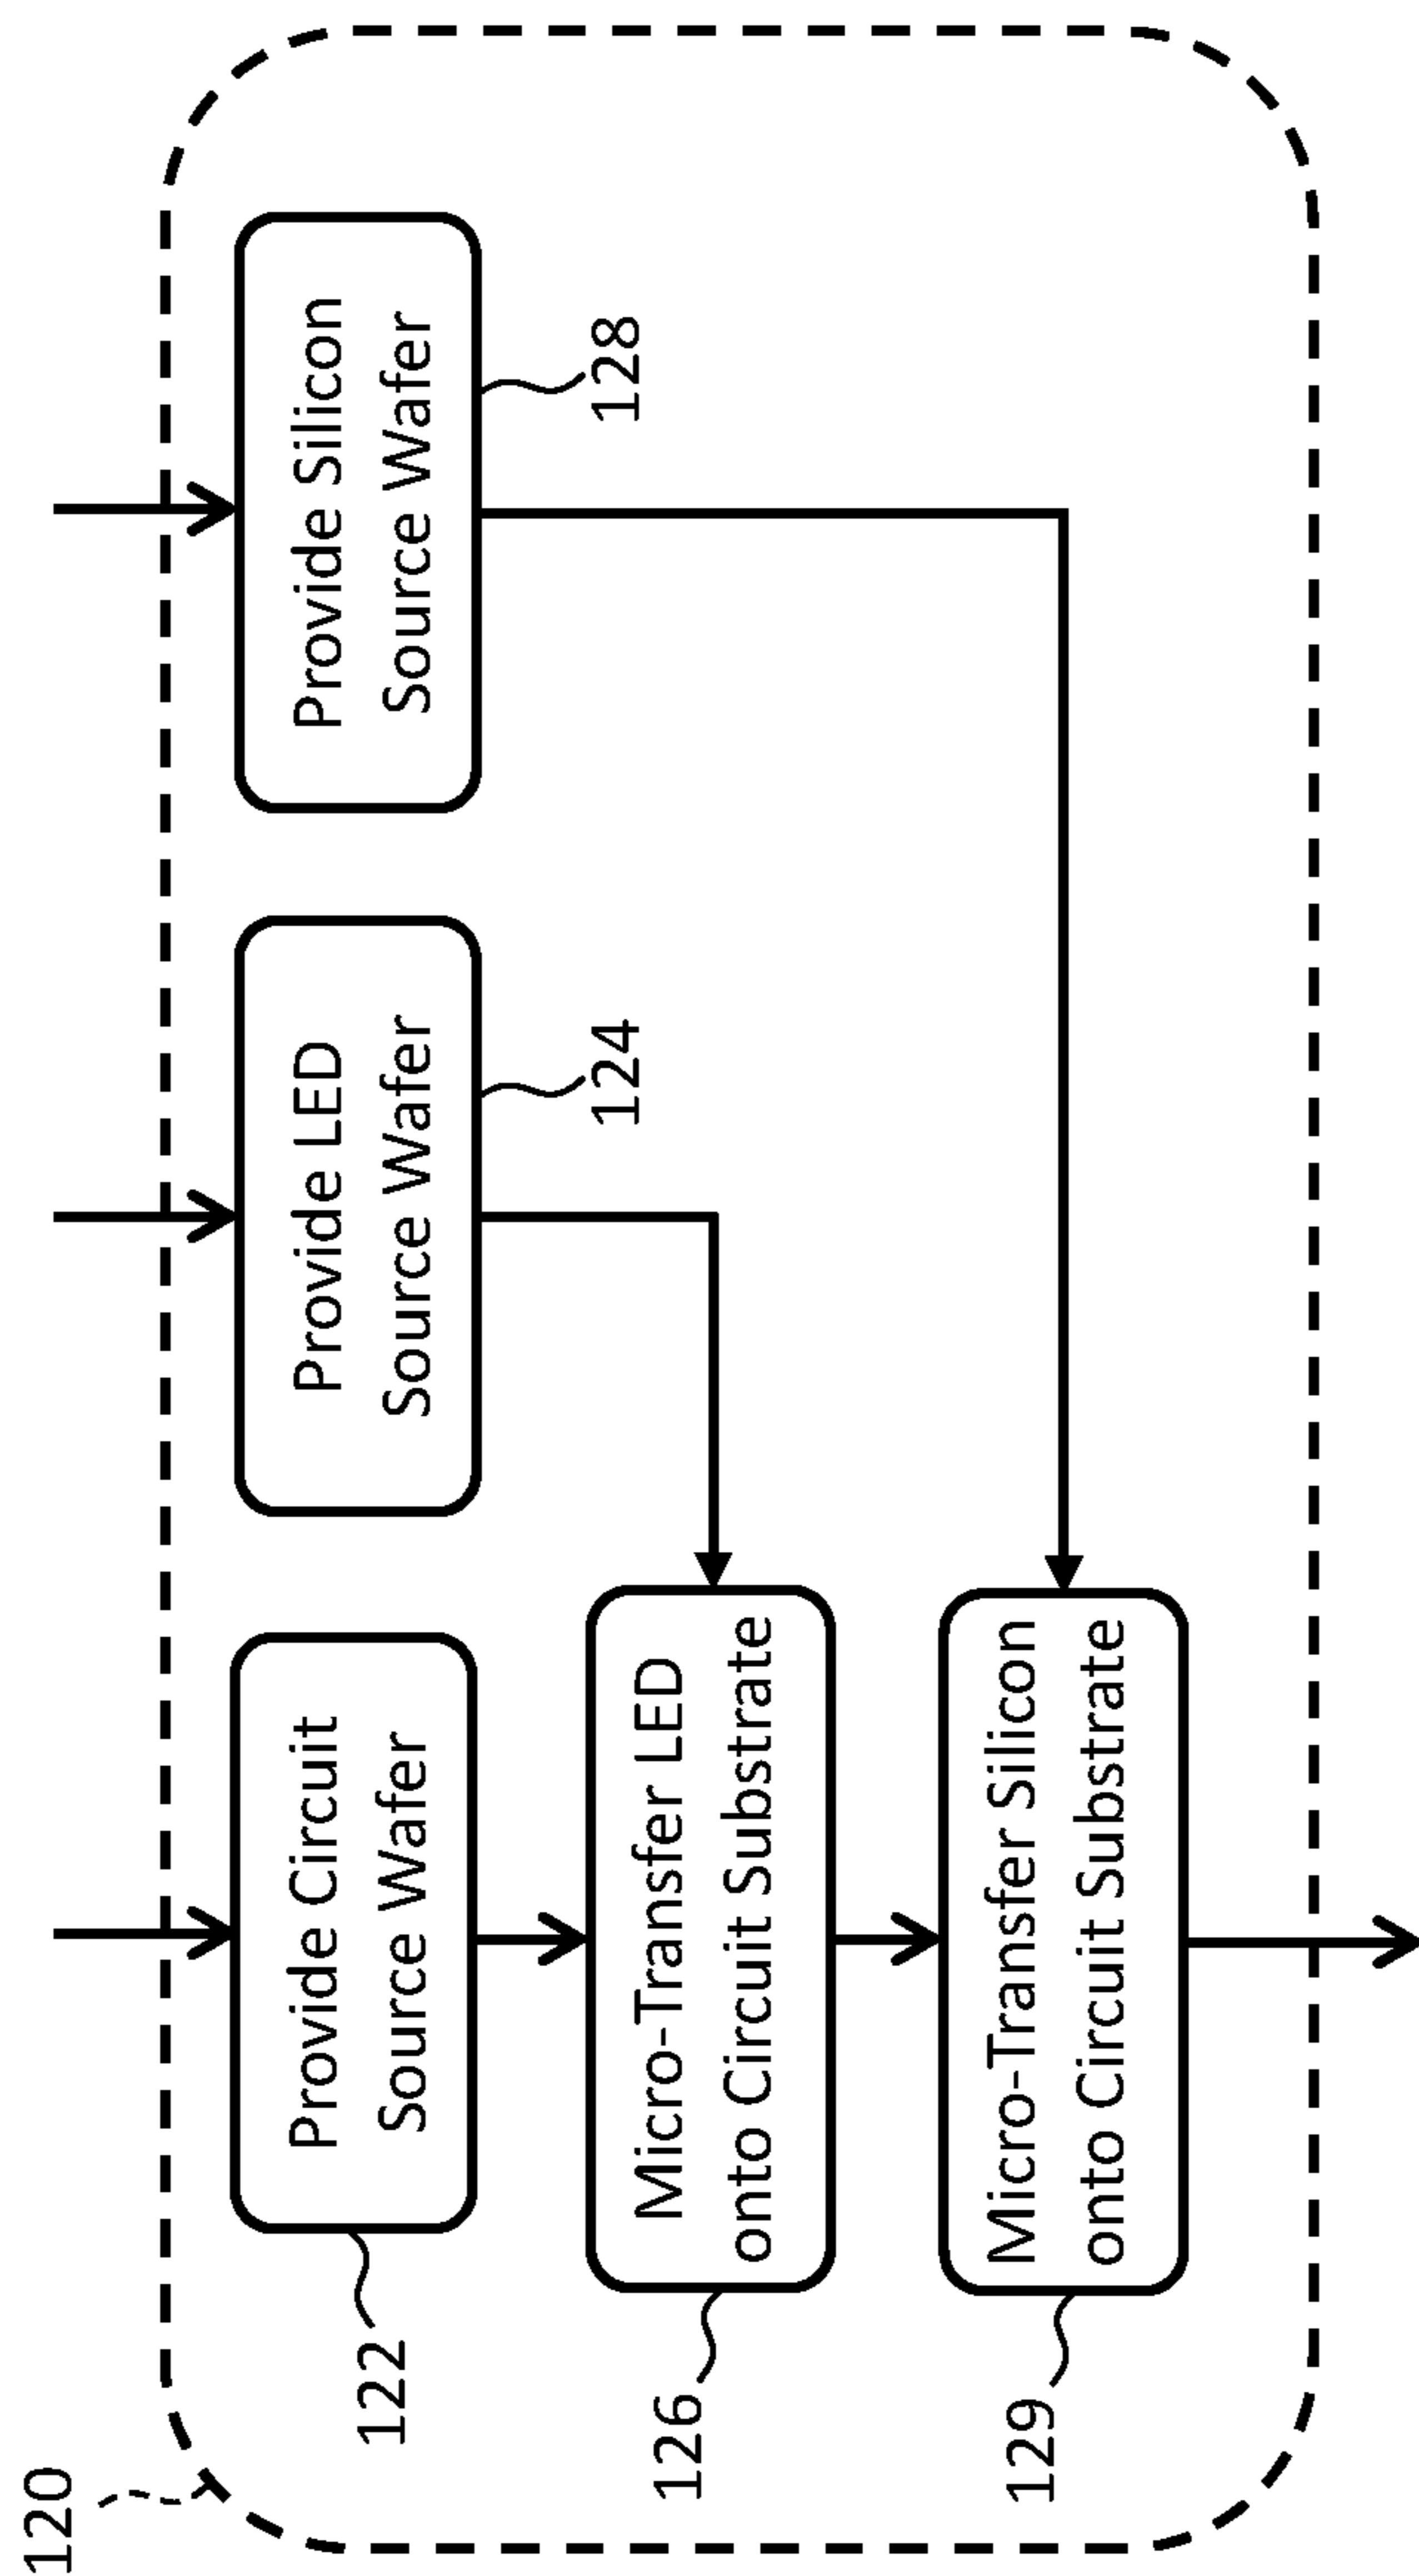 120
Provide Circuit
Source Wafer
122
Provide LED
Source Wafer
124
Provide Silicon
Source Wafer
128
Micro-Transfer LED
onto Circuit Substrate
126
Micro-Transfer Silicon
onto Circuit Substrate
129